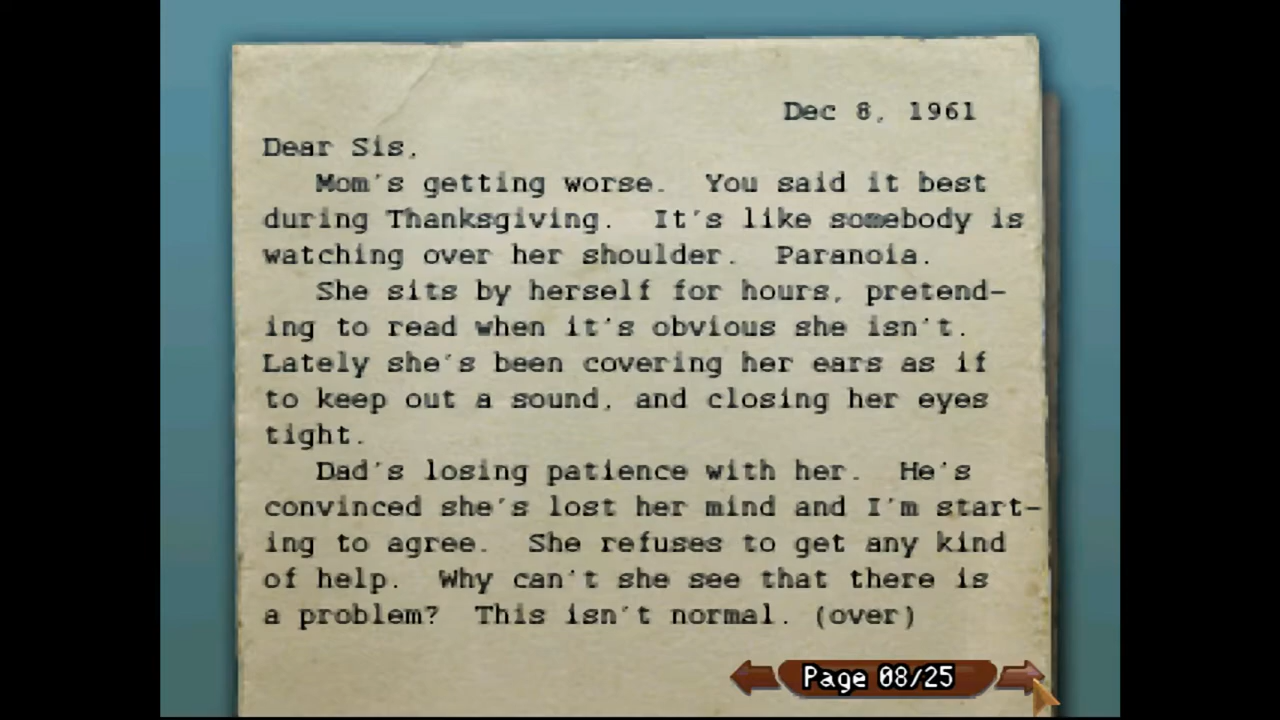 Dec 8, 1961
Dear Sis,
Mom's getting worse. You said it best
during Thanksgiving. It's like somebody is
watching over her shoulder. Paranoia.
She sits by herself for hours, pretend-
ing to read when it's obvious she isn't.
Lately she's been covering her ears as if
to keep out a sound, and closing her eyes
tight.
Dad's losing patience with her. He's
convinced she's lost her mind and I'm start-
ing to agree. She refuses to get any kind
of help. Why can't she see that there is
a problem? This isn't normal. (over)
Page 08/25